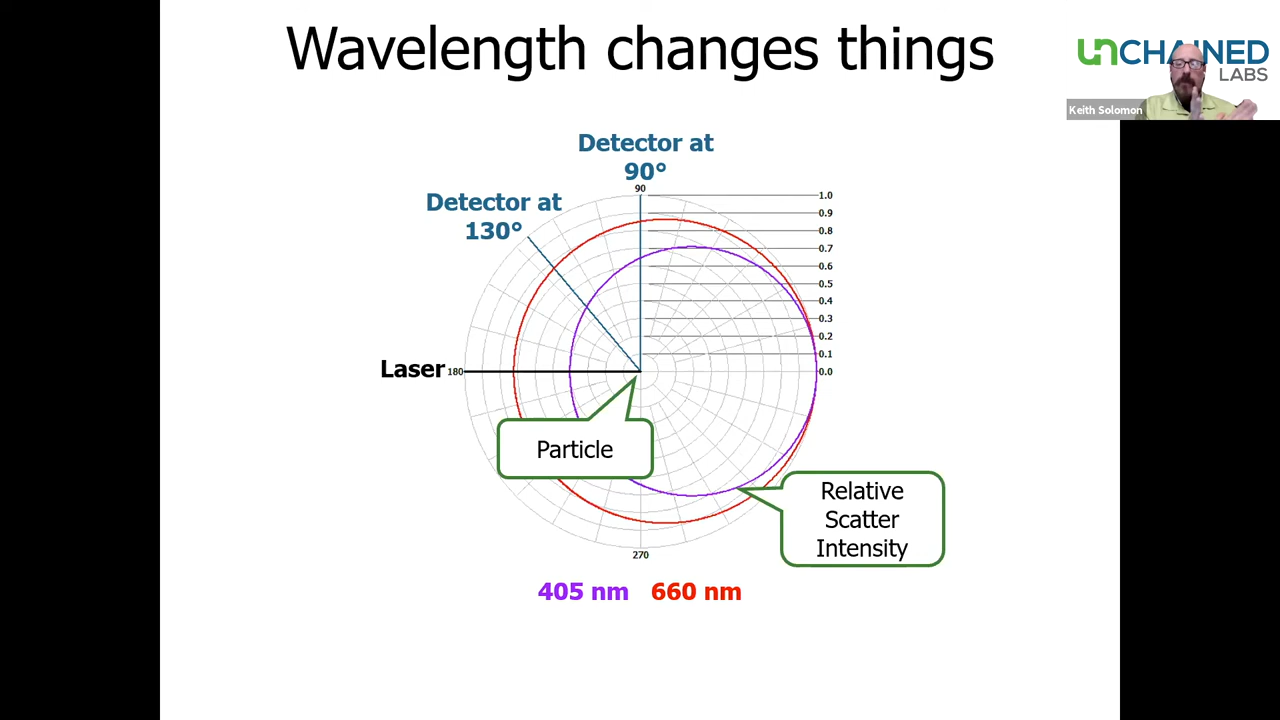 Wavelength changes things
UNCHAINED
LABS
Keith Solomon
Detector at
90°
90
Detector at
130°
1.0
0.9
0.8
0.7
0.6
0.5
0.4
0.3
0.2
0.1
0.0
Laser
180
Particle
Relative
Scatter
Intensity
270
405 nm 660 nm